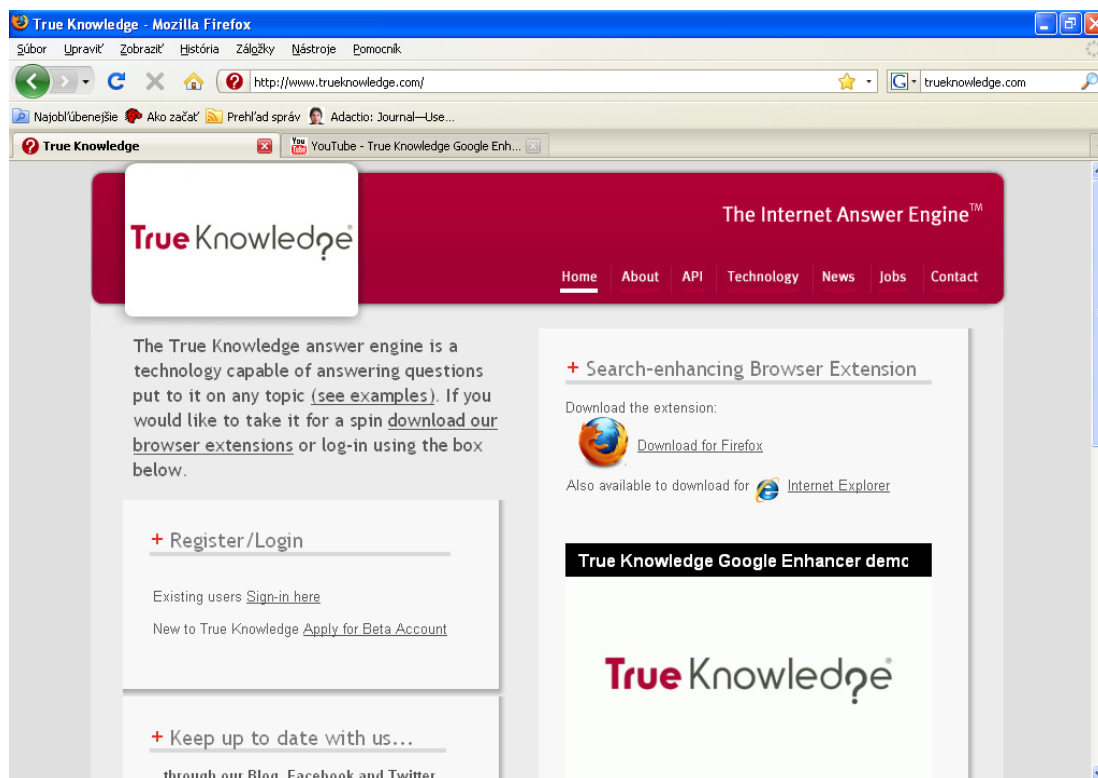 True Knowledge - Mozilla Firefox
Súbor Upraviť Zobraziť História Záložky Nástroje Pomocník
http://www.trueknowledge.com/
G trueknowledge.com
Najobľúbenejšie Ako začať Prehľad správ Adactio: Journal—Use...
True Knowledge
You Tube YouTube - True Knowledge Google Enh...
True Knowledge
The Internet Answer Engine™
Home About API Technology News Jobs Contact
The True Knowledge answer engine is a
technology capable of answering questions
put to it on any topic (see examples). If you
would like to take it for a spin download our
browser extensions or log-in using the box
below.
+ Register/Login
Existing users Sign-in here
New to True Knowledge Apply for Beta Account
+ Keep up to date with us...
through our Blog, Facebook and Twitter
+ Search-enhancing Browser Extension
Download the extension:
Download for Firefox
Also available to download for Internet Explorer
True Knowledge Google Enhancer demo
True Knowledge